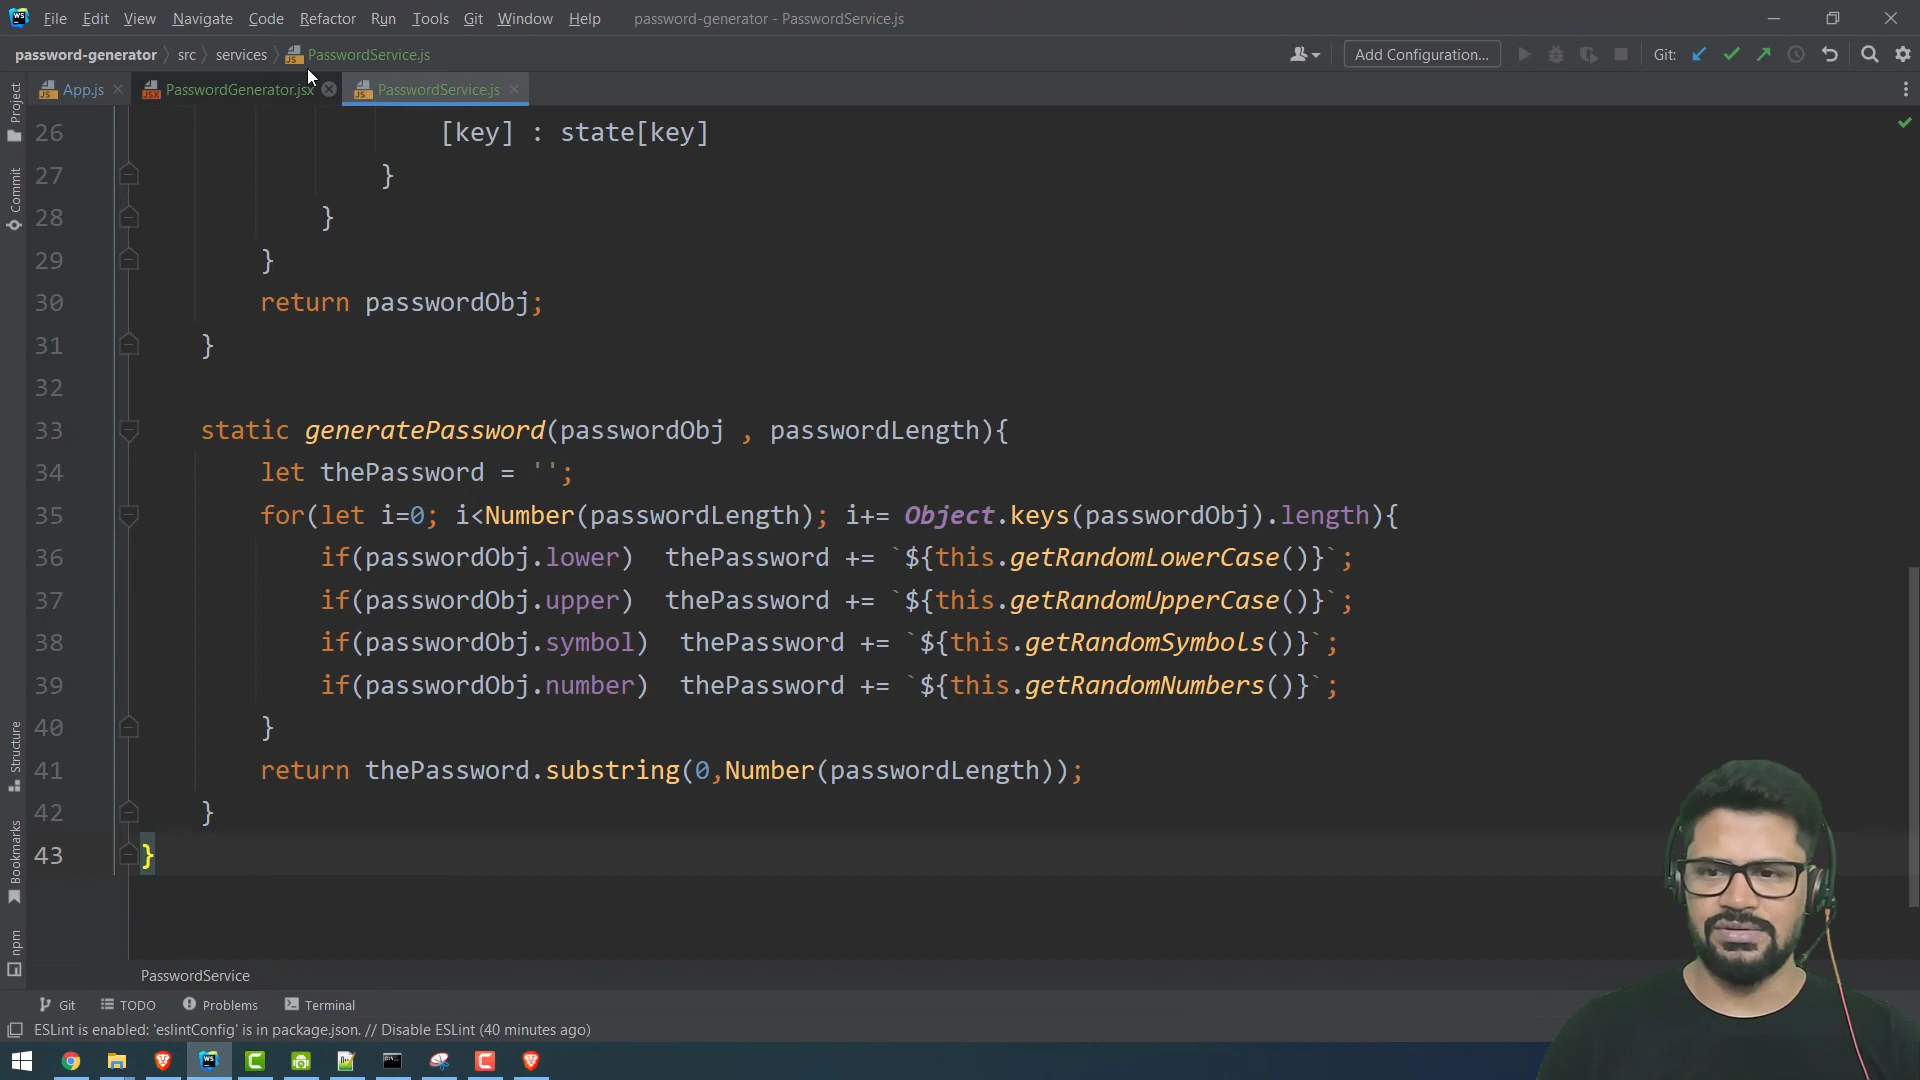 File Edit View Navigate Code Refactor Run Tools Git Window Help password-generator - PasswordService.js
password-generator src services PasswordService.js Add Configuration... Git:
App.js PasswordGenerator.jsx PasswordService.js
Project
Commit
Structure
Bookmarks
npm
26 [key] : state[key]
27 }
28 }
29 }
30 return passwordObj;
31 }
32
33 static generatePassword(passwordObj , passwordLength){
34 let thePassword = '';
35 for(let i=0; i<Number(passwordLength); i+= Object.keys(passwordObj).length){
36 if(passwordObj.lower) thePassword += `${this.getRandomLowerCase()}`;
37 if(passwordObj.upper) thePassword += `${this.getRandomUpperCase()}`;
38 if(passwordObj.symbol) thePassword += `${this.getRandomSymbols()}`;
39 if(passwordObj.number) thePassword += `${this.getRandomNumbers()}`;
40 }
41 return thePassword.substring(0,Number(passwordLength));
42 }
43 }
PasswordService
Git TODO Problems Terminal
ESLint is enabled: 'eslintConfig' is in package.json. // Disable ESLint (40 minutes ago)